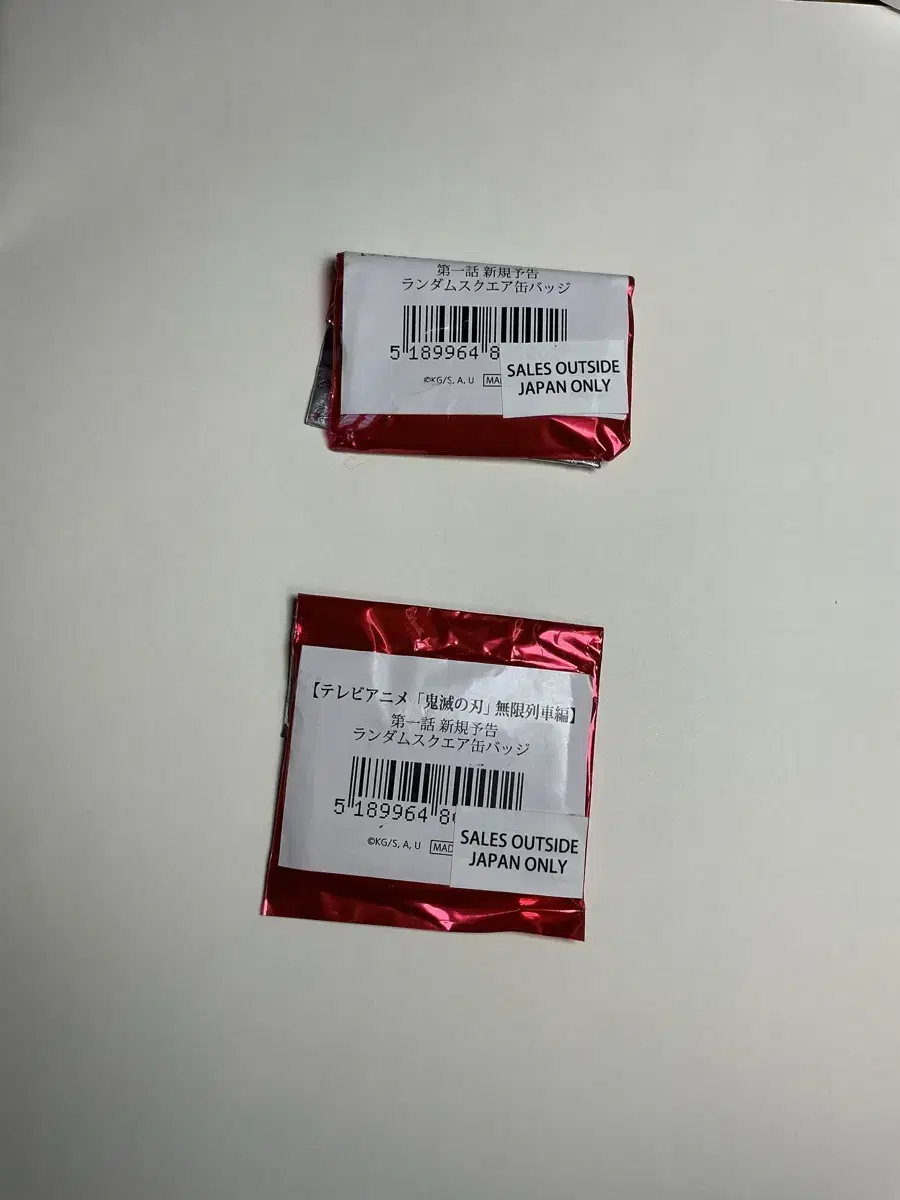 第一話 新規予告
ランダムスクエア缶バッジ
5 189964 8
©KG/S, A, U
SALES OUTSIDE
JAPAN ONLY
【テレビアニメ「鬼滅の刃」無限列車編】
第一話 新規予告
ランダムスクエア缶バッジ
5 189964 8
©KG/S, A, U
SALES OUTSIDE
JAPAN ONLY